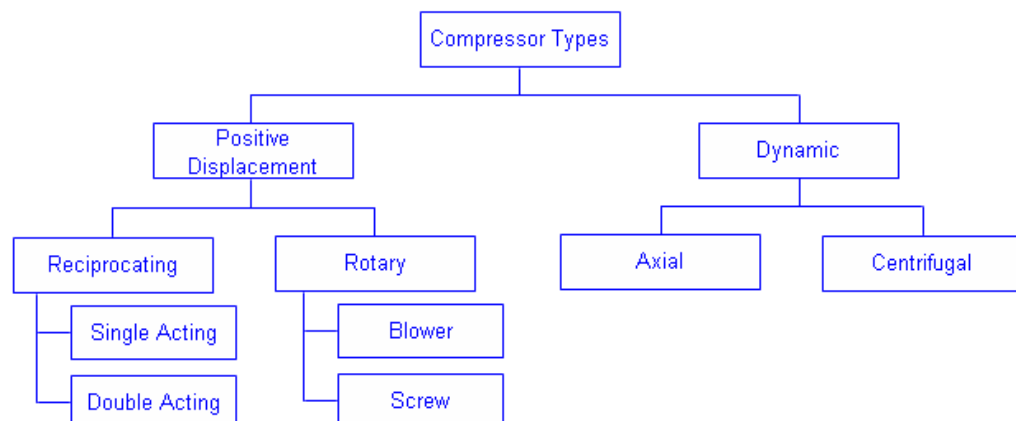 Compressor Types
Positive
Displacement
Dynamic
Reciprocating
Rotary
Axial
Centrifugal
Single Acting
Blower
Double Acting
Screw